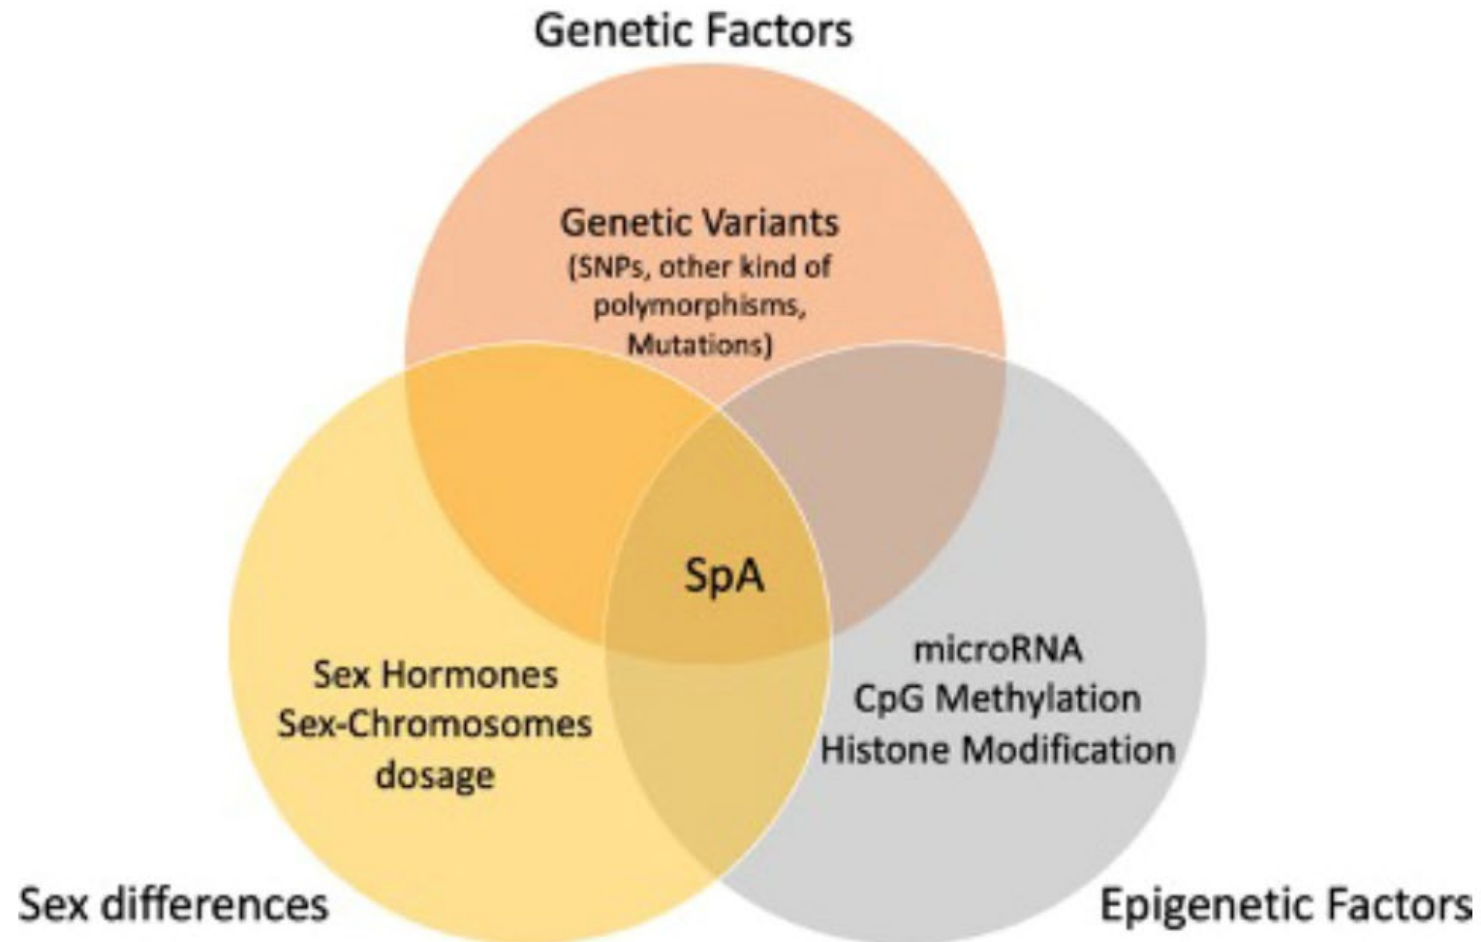 Genetic Factors
Genetic Variants
(SNPs, other kind of
polymorphisms,
Mutations)
SpA
Sex Hormones
Sex-Chromosomes
dosage
microRNA
CpG Methylation
Histone Modification
Sex differences
Epigenetic Factors